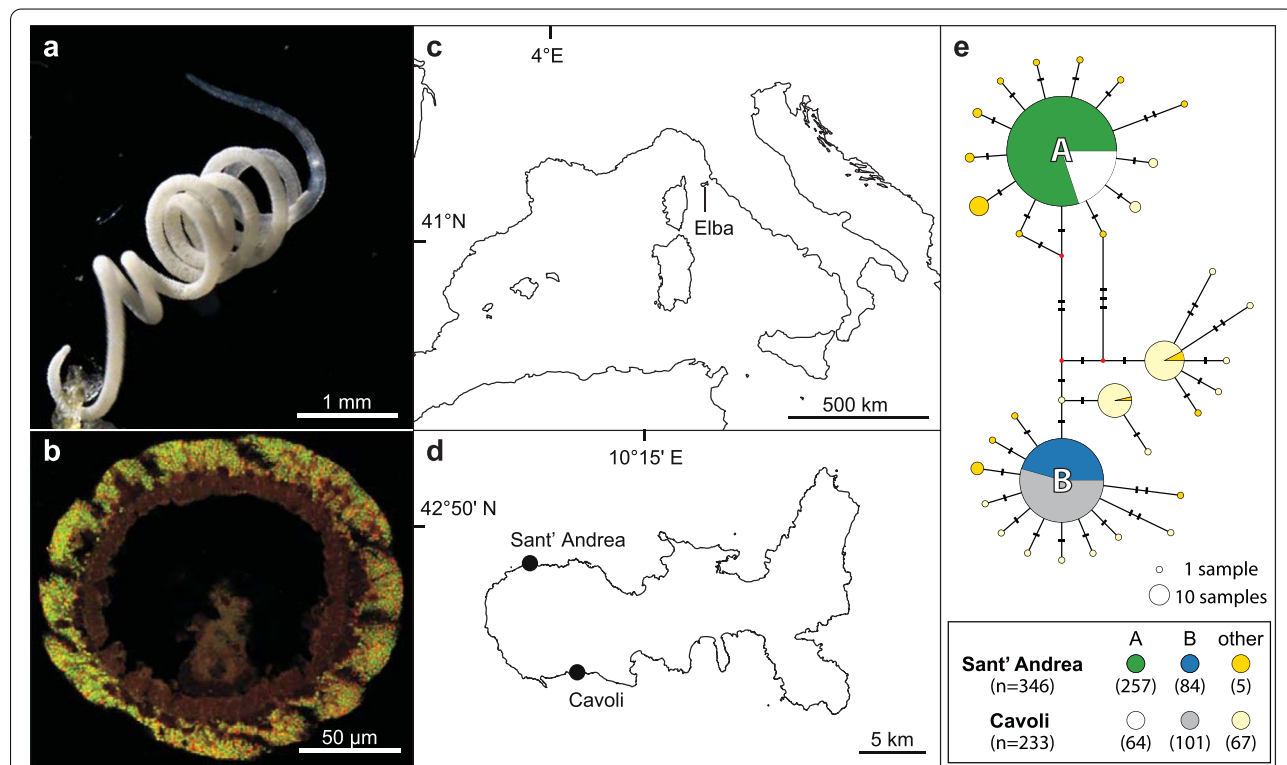 a
1 mm
b
50 µm
c
4°E
41°N
Elba
500 km
d
10°15' E
42°50' N
Sant' Andrea
Cavoli
5 km
e
A
B
1 sample
10 samples
A B other
Sant' Andrea
(n=346) (257) (84) (5)
Cavoli
(n=233) (64) (101) (67)